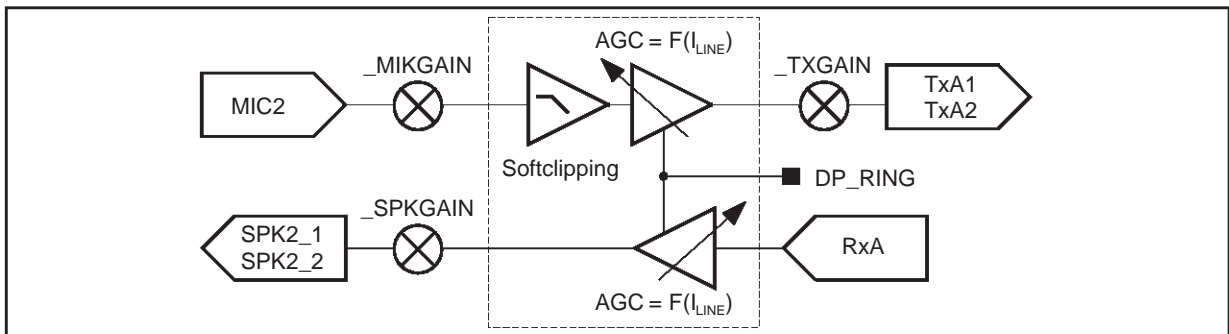 AGC = F(I_LINE)
_MIKGAIN
_TXGAIN
MIC2
TxA1
TxA2
Softclipping
DP_RING
_SPKGAIN
SPK2_1
SPK2_2
RxA
AGC = F(I_LINE)